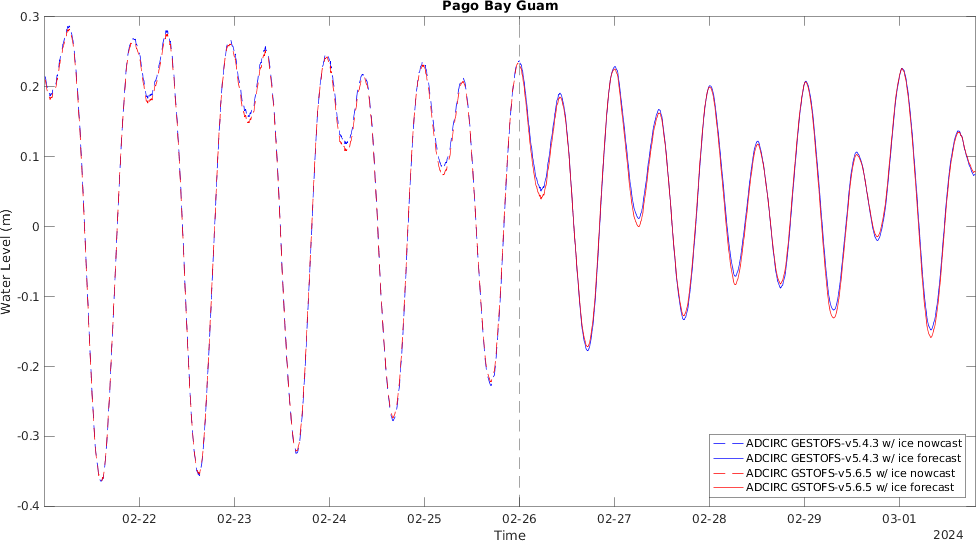 Pago Bay Guam
0.3
0.2
0.1
0
-0.1
-0.2
-0.3
-0.4
Water Level (m)
ADCIRC GESTOFS-v5.4.3 w/ ice nowcast
ADCIRC GESTOFS-v5.4.3 w/ ice forecast
ADCIRC GSTOFS-v5.6.5 w/ ice nowcast
ADCIRC GSTOFS-v5.6.5 w/ ice forecast
02-22 02-23 02-24 02-25 02-26 02-27 02-28 02-29 03-01
Time
2024